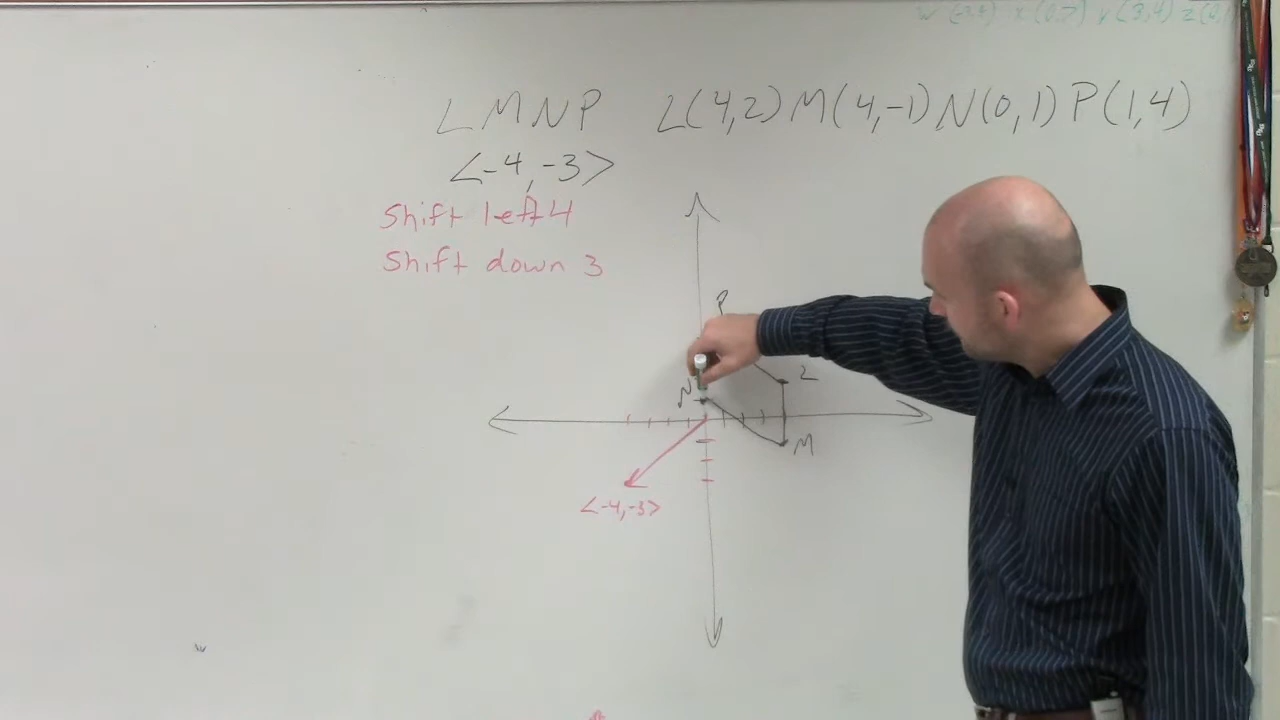 LMNP L(4,2) M(4,-1) N(0,1) P(1,4)
<-4,-3>
Shift left 4
Shift down 3
P
L
N
M
<-4,-3>